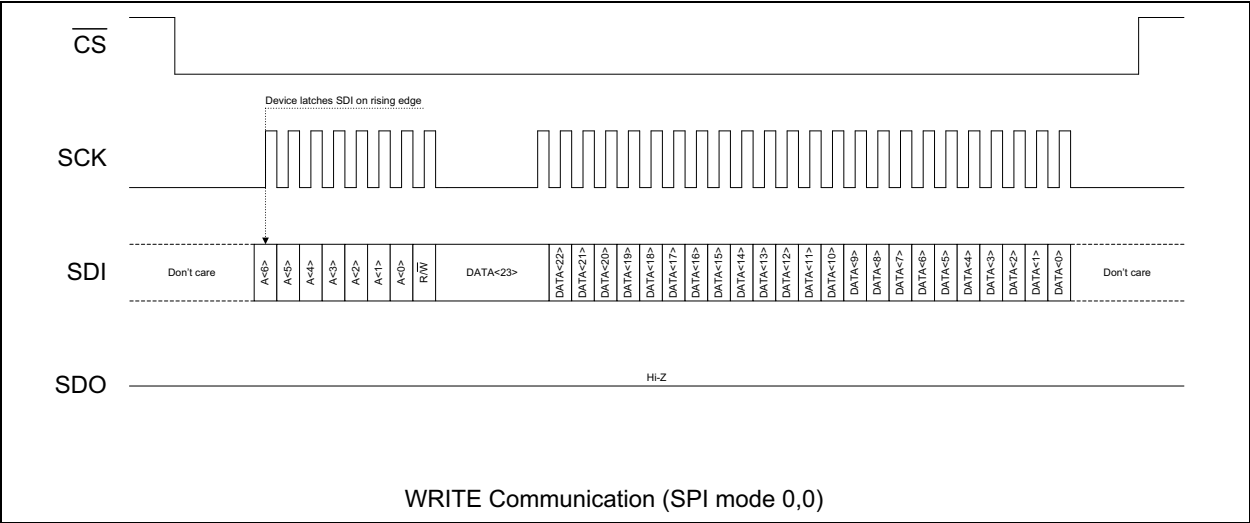 CS
Device latches SDI on rising edge
SCK
SDI
Don't care
A<6>
A<5>
A<4>
A<3>
A<2>
A<1>
A<0>
R/W
DATA<23>
DATA<22>
DATA<21>
DATA<20>
DATA<19>
DATA<18>
DATA<17>
DATA<16>
DATA<15>
DATA<14>
DATA<13>
DATA<12>
DATA<11>
DATA<10>
DATA<9>
DATA<8>
DATA<7>
DATA<6>
DATA<5>
DATA<4>
DATA<3>
DATA<2>
DATA<1>
DATA<0>
Don't care
SDO
Hi-Z
WRITE Communication (SPI mode 0,0)